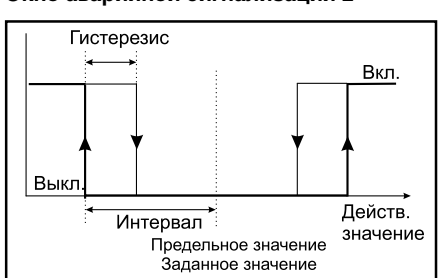 Окно аварийной сигнализации 2
Гистерезис
Вкл.
Выкл.
Интервал
Действ.
значение
Предельное значение
Заданное значение